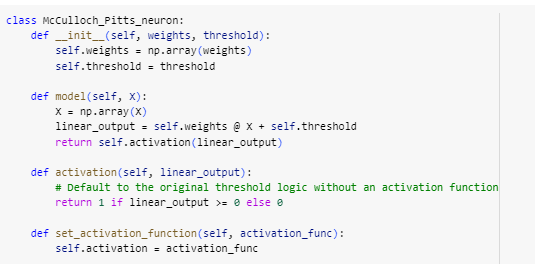 class McCulloch_Pitts_neuron:
    def __init__(self, weights, threshold):
        self.weights = np.array(weights)
        self.threshold = threshold

    def model(self, X):
        X = np.array(X)
        linear_output = self.weights @ X + self.threshold
        return self.activation(linear_output)

    def activation(self, linear_output):
        # Default to the original threshold logic without an activation function
        return 1 if linear_output >= 0 else 0

    def set_activation_function(self, activation_func):
        self.activation = activation_func